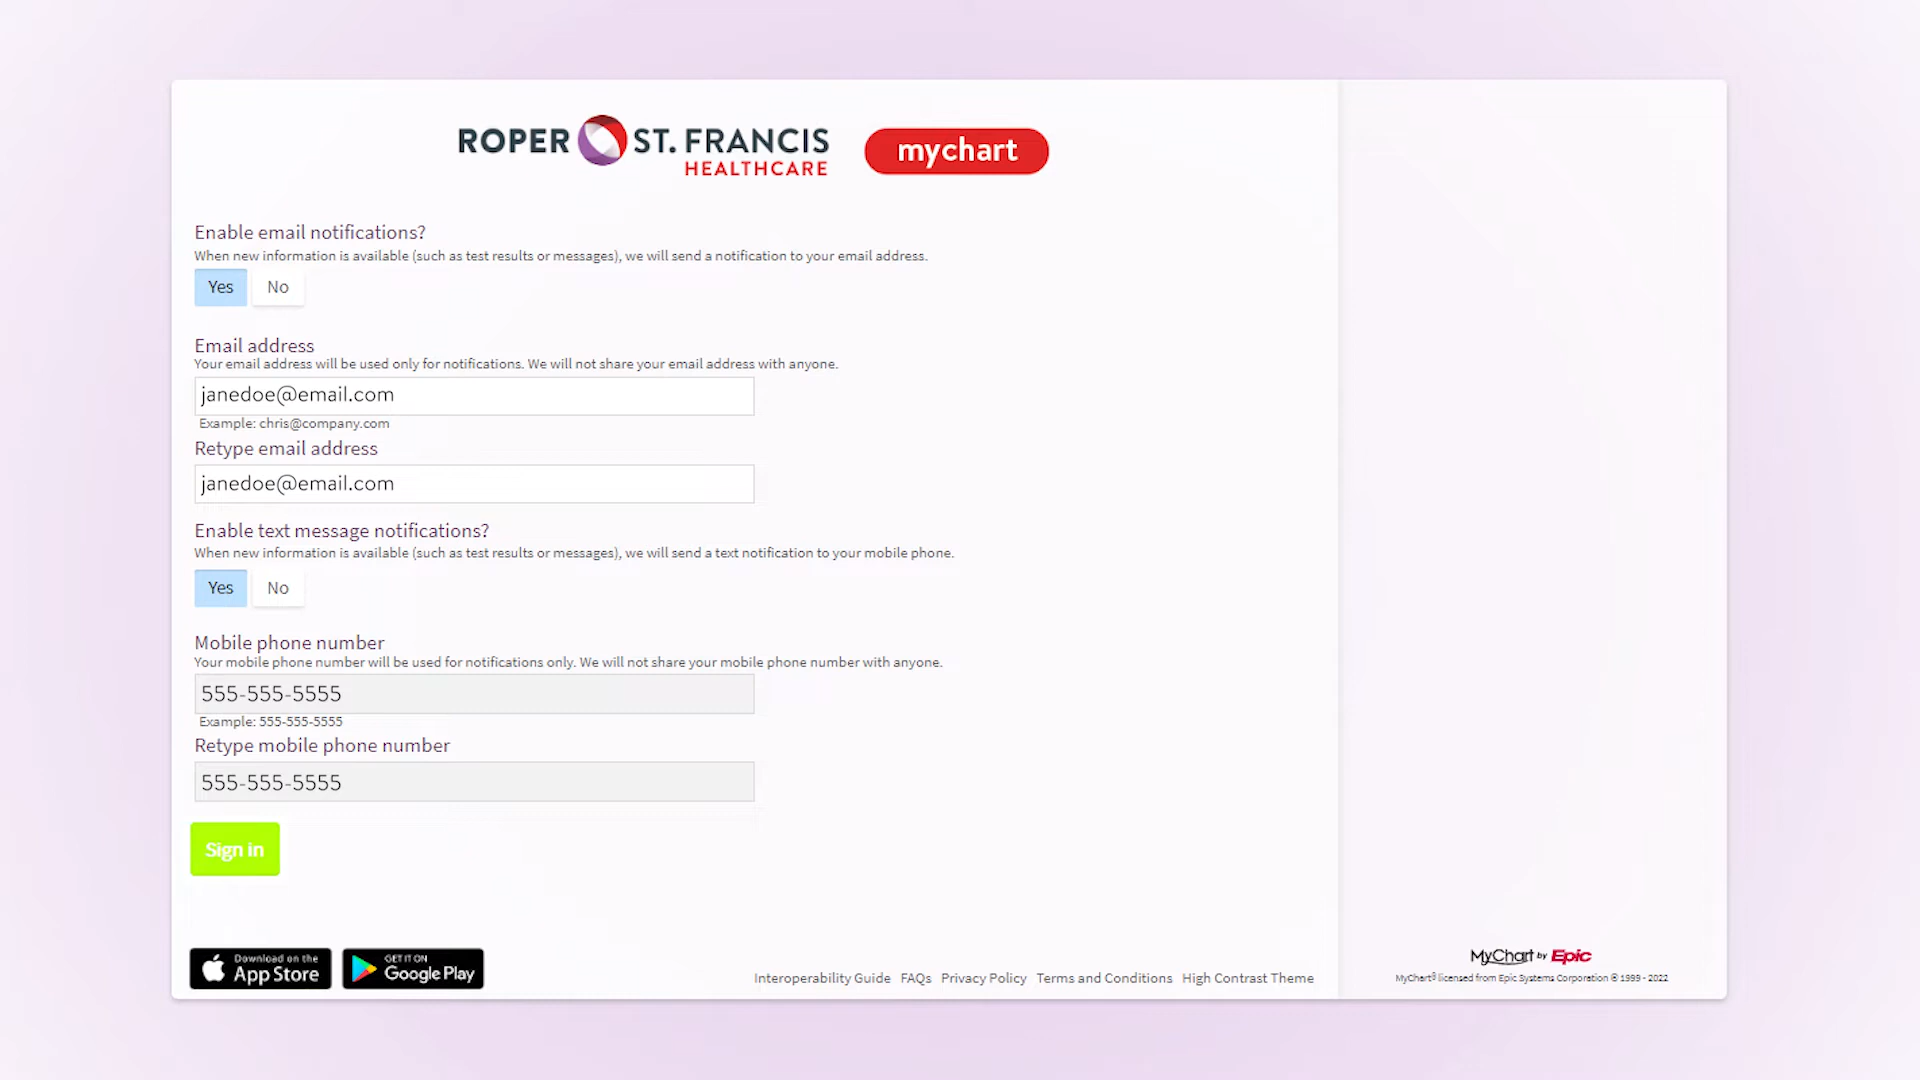 ROPER ST. FRANCIS
HEALTHCARE
mychart
Enable email notifications?
When new information is available (such as test results or messages), we will send a notification to your email address.
Yes No
Email address
Your email address will be used only for notifications. We will not share your email address with anyone.
janedoe@email.com
Example: chris@company.com
Retype email address
janedoe@email.com
Enable text message notifications?
When new information is available (such as test results or messages), we will send a text notification to your mobile phone.
Yes No
Mobile phone number
Your mobile phone number will be used for notifications only. We will not share your mobile phone number with anyone.
555-555-5555
Example: 555-555-5555
Retype mobile phone number
555-555-5555
Sign in
Download on the
App Store
GET IT ON
Google Play
Interoperability Guide FAQs Privacy Policy Terms and Conditions High Contrast Theme
MyChart by Epic
MyChart® licensed from Epic Systems Corporation © 1999 - 2022